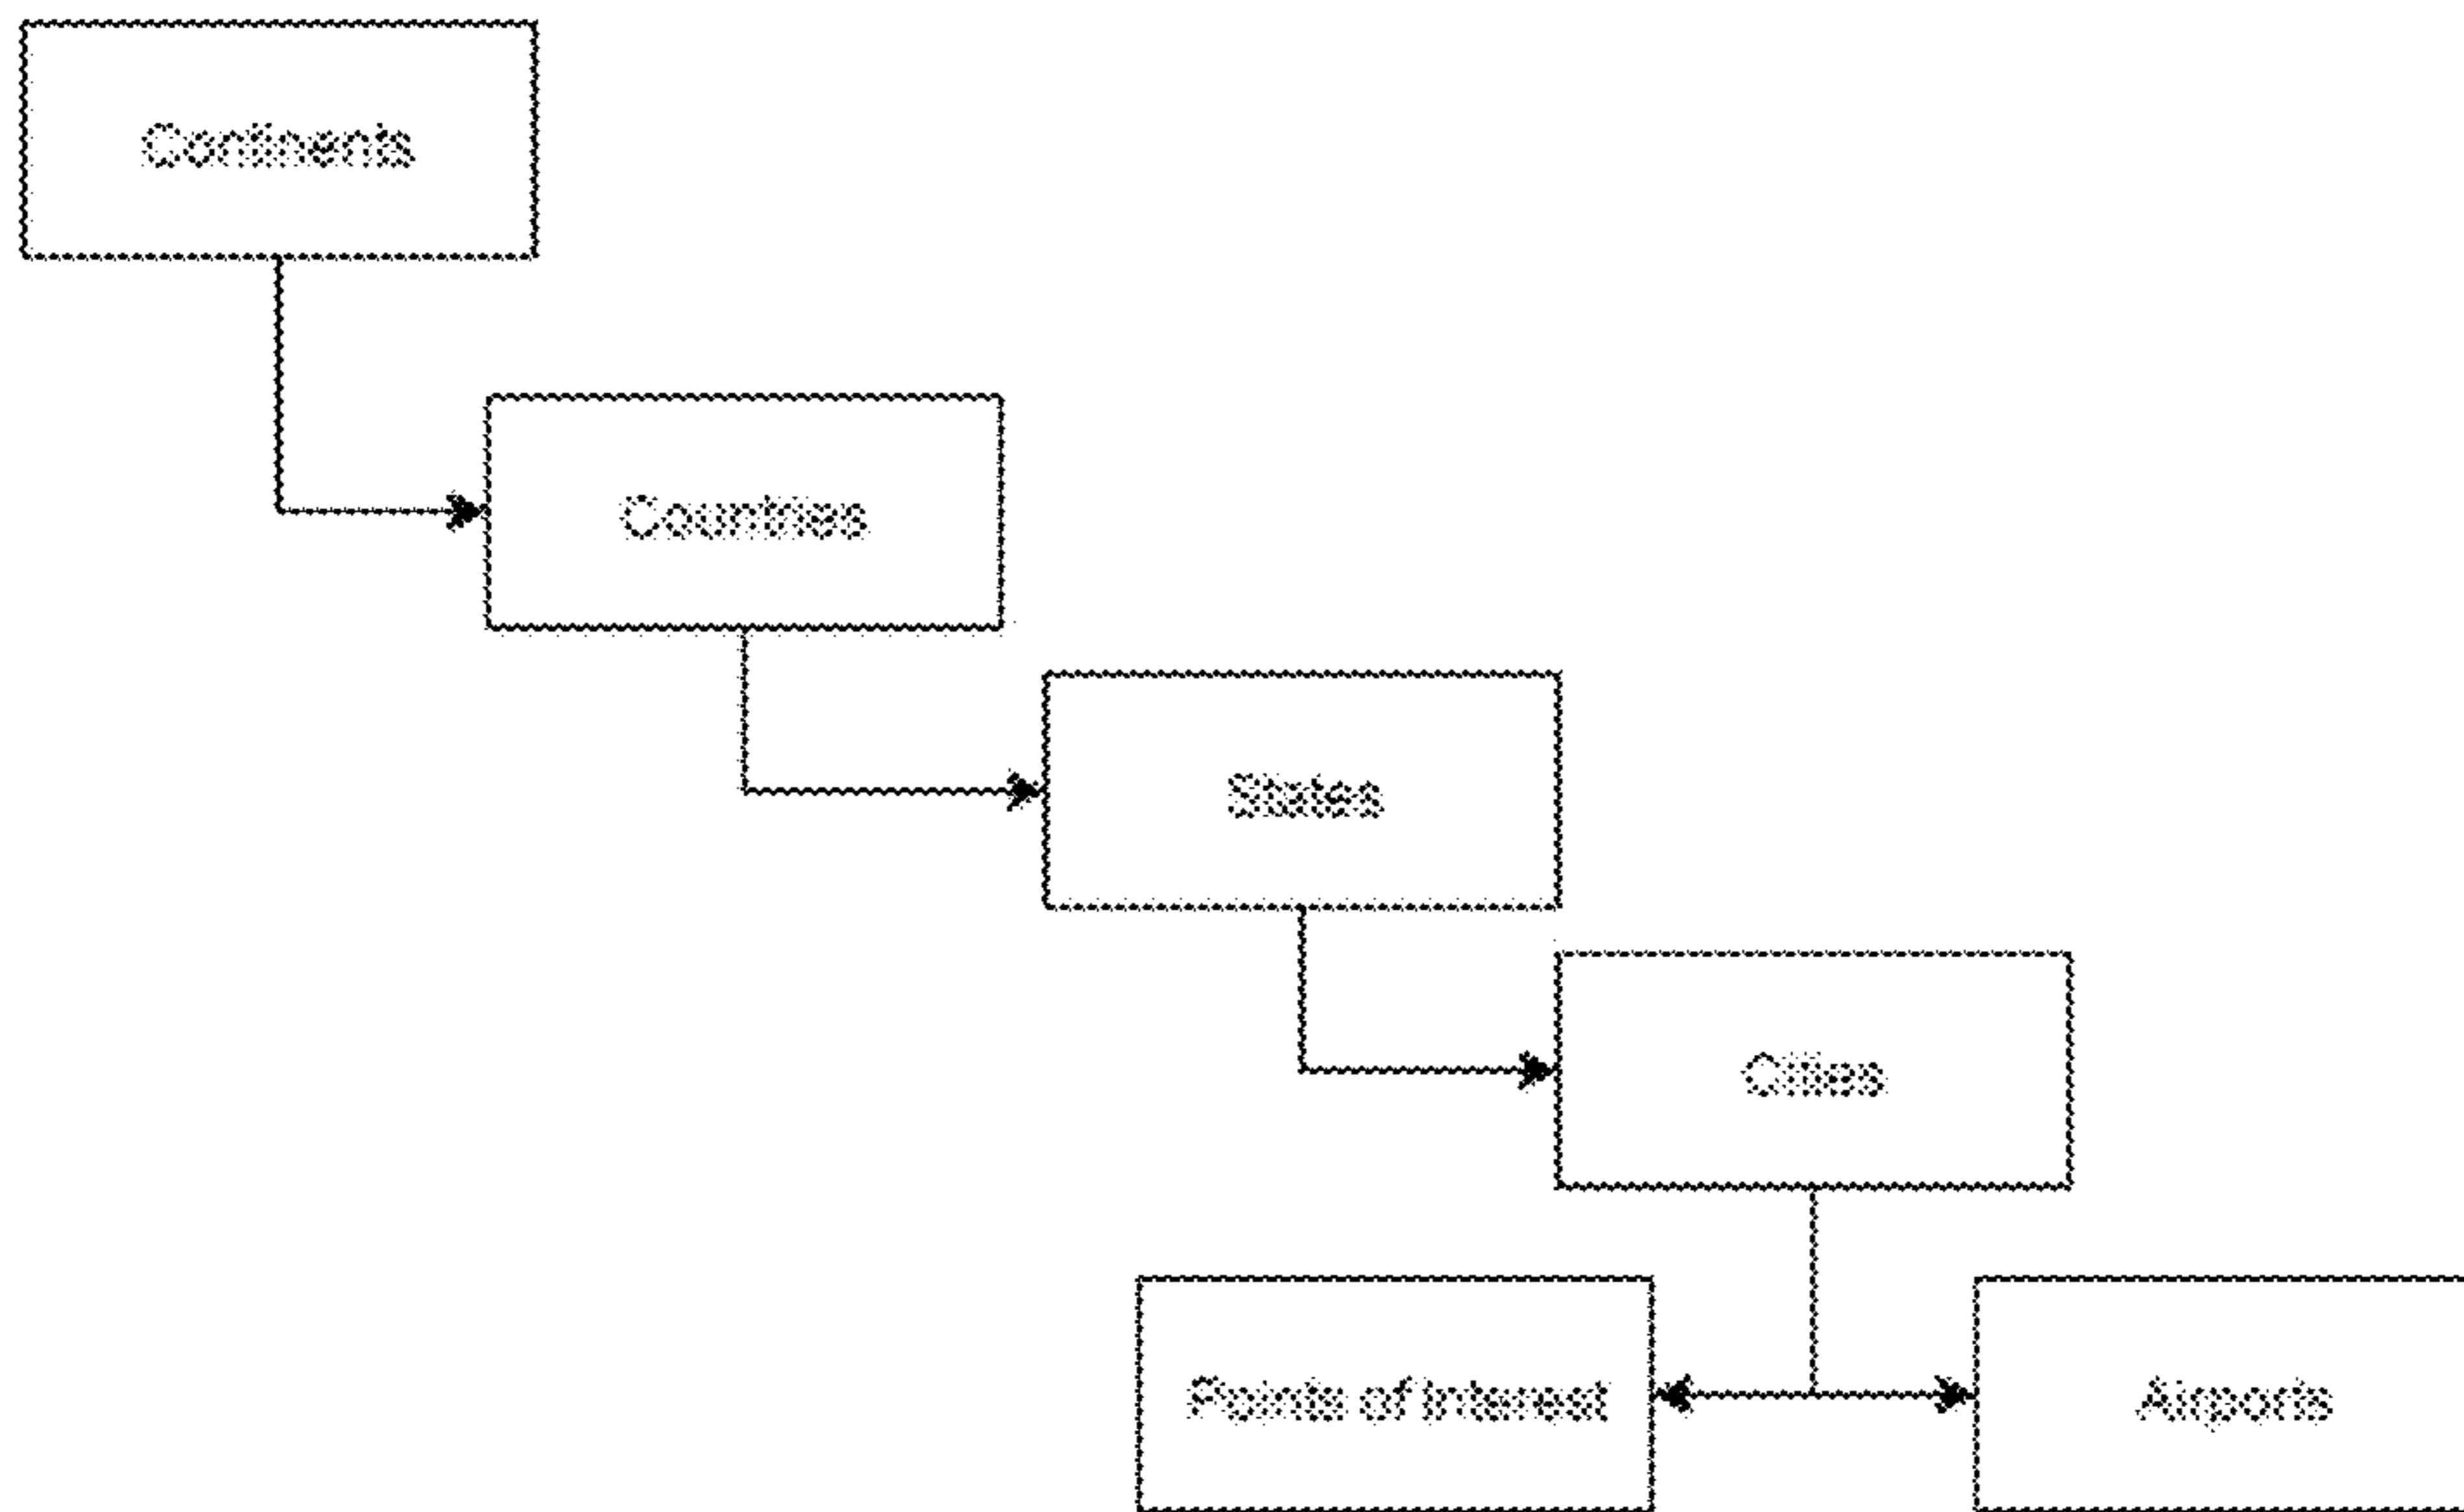 Continents
Countries
States
Cities
Points of Interest
Airports